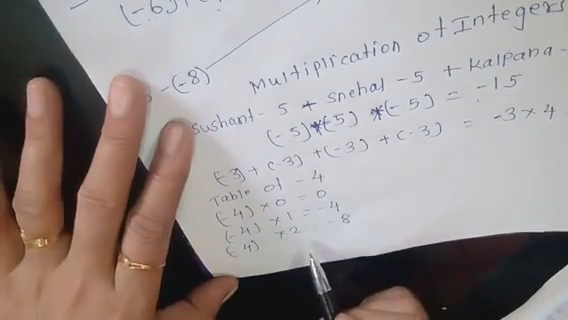 (-6)
-(-8)
Multiplication of Integers
sushant - 5 + snehal - 5 + kalpana -
(-5)*(-5) *(-5) = -15
(-3) + (-3) + (-3) + (-3) = -3 × 4
Table of -4
(-4) × 0 = 0
(-4) × 1 = -4
(-4) × 2 = -8